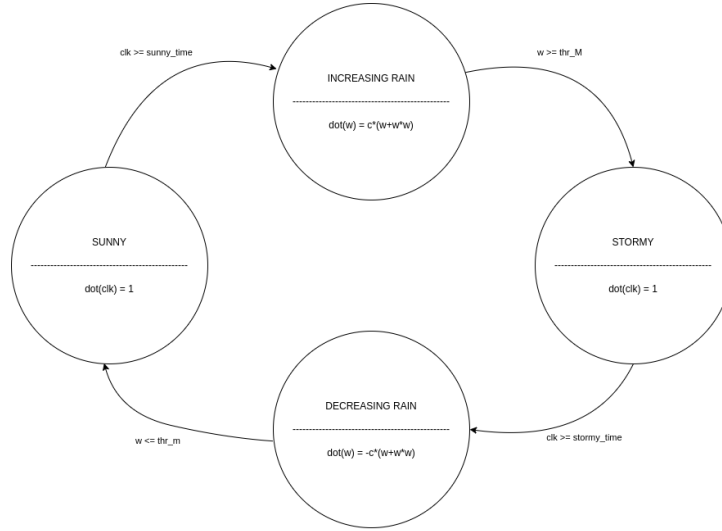 clk >= sunny_time
w >= thr_M
INCREASING RAIN
------------------------------------------------
dot(w) = c*(w+w*w)
SUNNY
------------------------------------------------
dot(clk) = 1
STORMY
------------------------------------------------
dot(clk) = 1
DECREASING RAIN
------------------------------------------------
dot(w) = -c*(w+w*w)
w <= thr_m
clk >= stormy_time